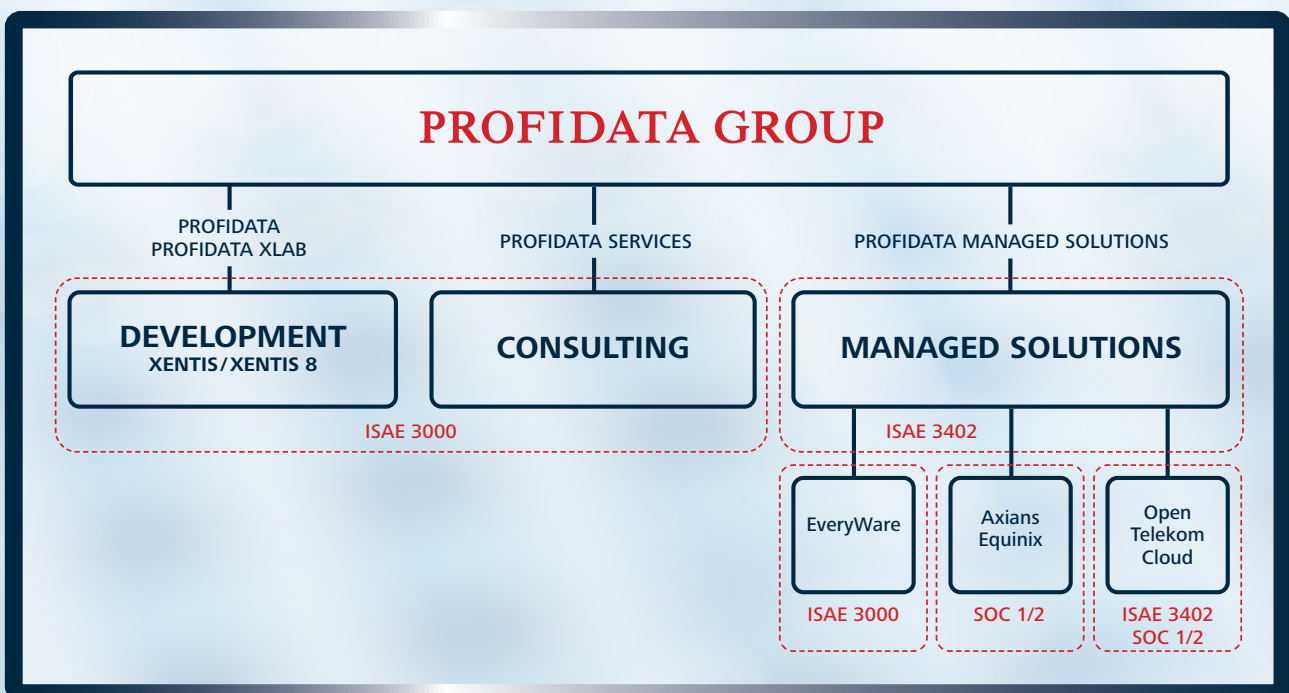 PROFIDATA GROUP
PROFIDATA
PROFIDATA XLAB
PROFIDATA SERVICES
PROFIDATA MANAGED SOLUTIONS
DEVELOPMENT
XENTIS/XENTIS 8
CONSULTING
MANAGED SOLUTIONS
ISAE 3000
ISAE 3402
EveryWare
Axians
Equinix
Open
Telekom
Cloud
ISAE 3000
SOC 1/2
ISAE 3402
SOC 1/2